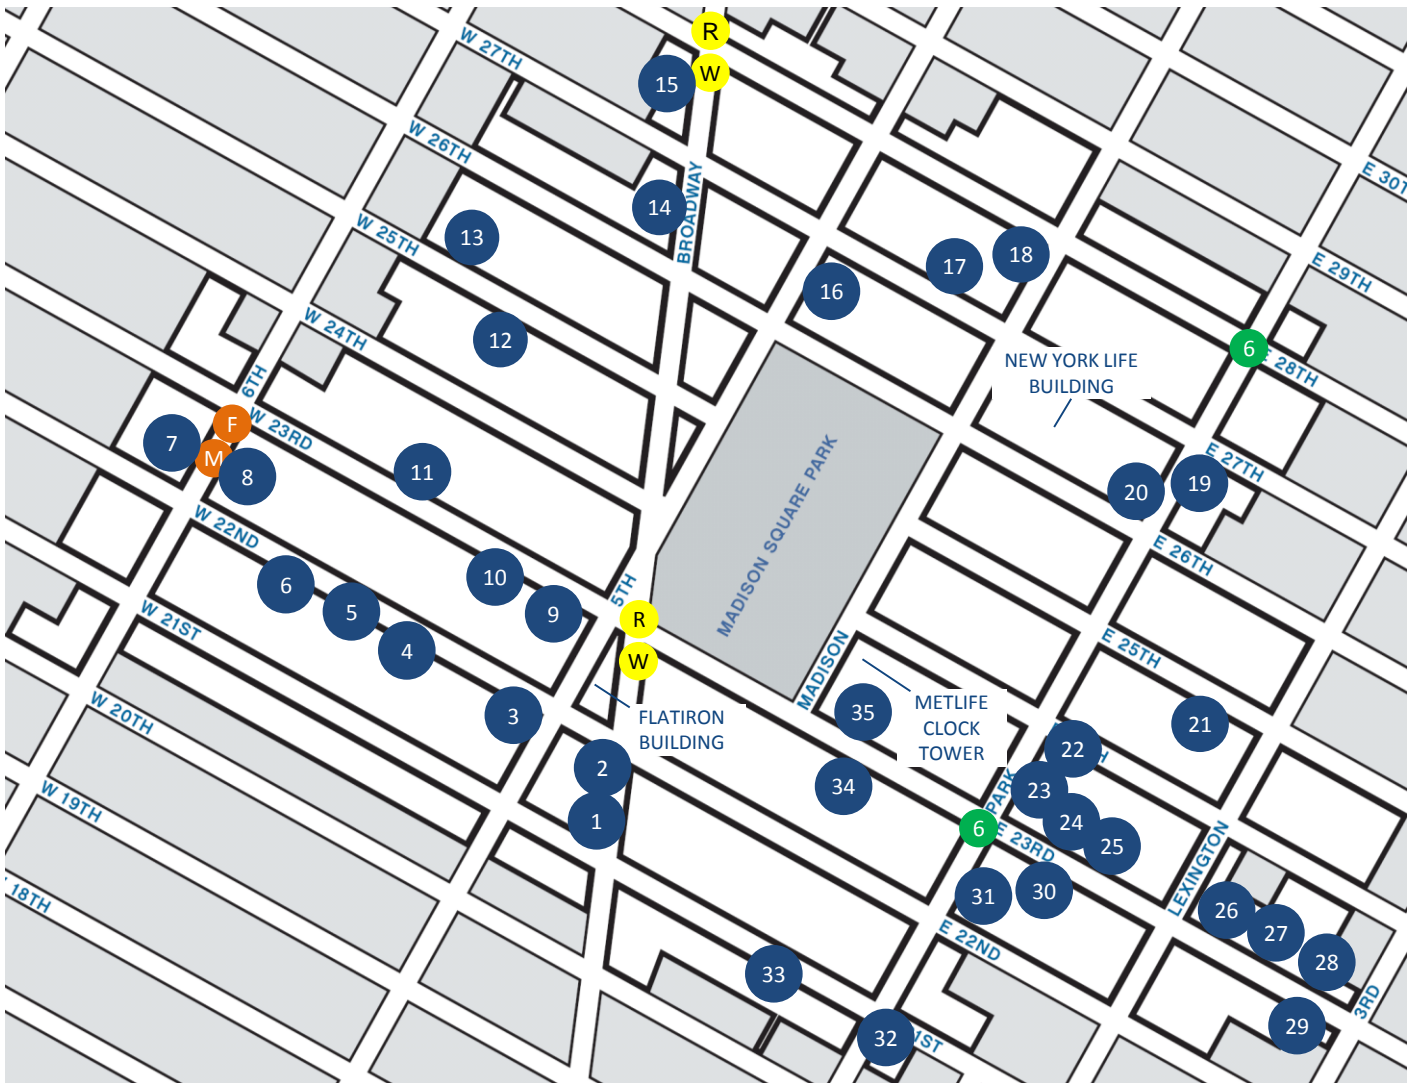 R
W
15
W 27TH
W 26TH
E 30T
14
BROADWAY
13
W 25TH
18
17
E 29TH
16
12
W 24TH
6
E 28TH
NEW YORK LIFE
BUILDING
6TH
F
W 23RD
M
7
8
11
MADISON SQUARE PARK
E 27TH
19
20
W 22ND
E 26TH
6
5
4
10
9
5TH
R
W
W 21ST
E 25TH
MADISON
3
FLATIRON
BUILDING
METLIFE
CLOCK
TOWER
35
21
22
H
W 20TH
2
1
34
23
PARK
24
25
6
E 23RD
W 19TH
LEXINGTON
31
30
26
27
28
18TH
E 22ND
33
3RD
29
32
1ST